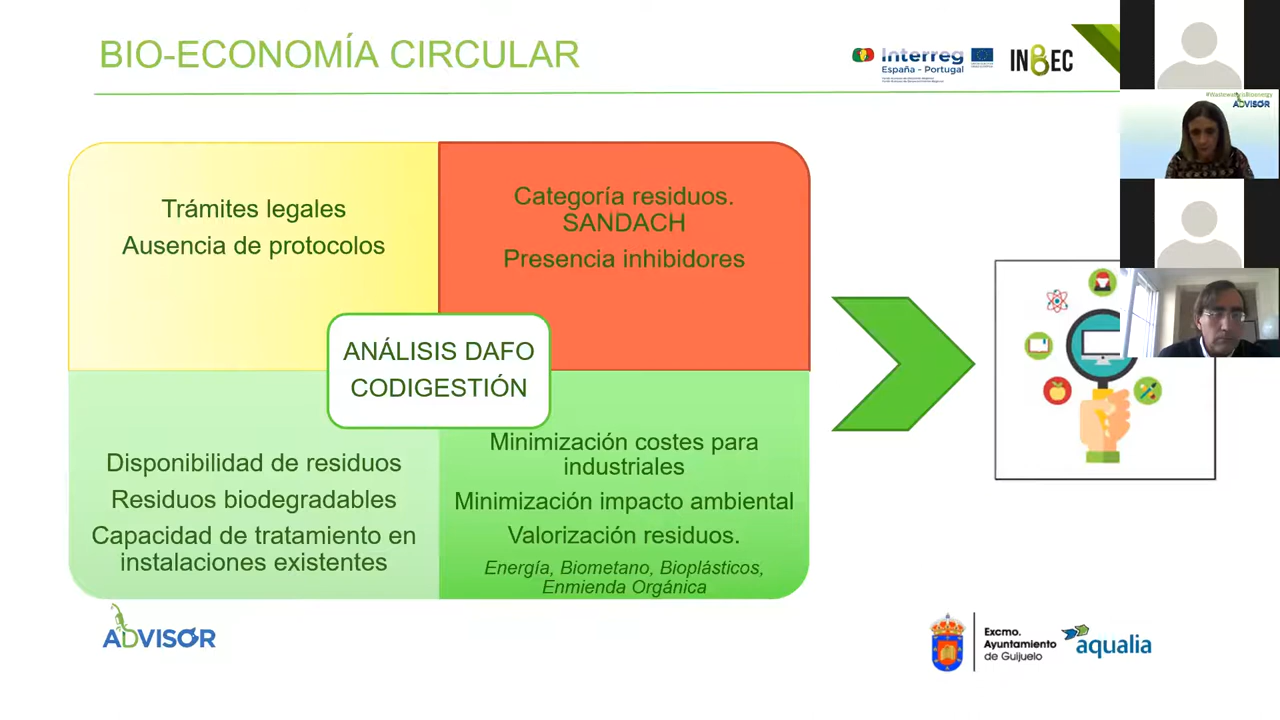 BIO-ECONOMÍA CIRCULAR
Interreg
España - Portugal
INBEC
#WastewaterisBioenergy
ADVISOR
Trámites legales
Ausencia de protocolos
Categoría residuos.
SANDACH
Presencia inhibidores
ANÁLISIS DAFO
CODIGESTIÓN
Disponibilidad de residuos
Residuos biodegradables
Capacidad de tratamiento en
instalaciones existentes
Minimización costes para
industriales
Minimización impacto ambiental
Valorización residuos.
Energía, Biometano, Bioplásticos,
Enmienda Orgánica
ADVISOR
Excmo.
Ayuntamiento
de Guijuelo
aqualia